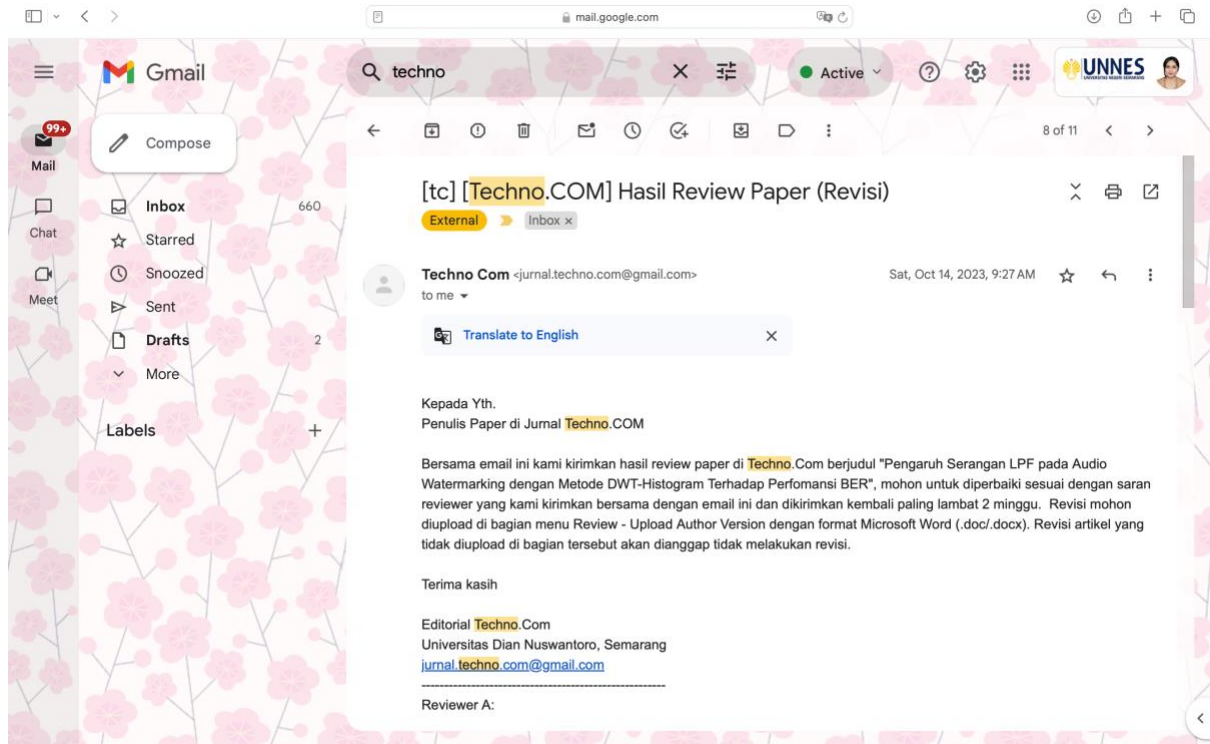 mail.google.com
Gmail
techno
Active
UNNES
UNIVERSITAS NEGERI SEMARANG
99+
Mail
Chat
Meet
Compose
Inbox 660
Starred
Snoozed
Sent
Drafts 2
More
Labels
8 of 11
[tc] [Techno.COM] Hasil Review Paper (Revisi)
External
Inbox ×
Techno Com <jurnal.techno.com@gmail.com>
Sat, Oct 14, 2023, 9:27 AM
to me
Translate to English
Kepada Yth.
Penulis Paper di Jurnal Techno.COM
Bersama email ini kami kirimkan hasil review paper di Techno.Com berjudul "Pengaruh Serangan LPF pada Audio
Watermarking dengan Metode DWT-Histogram Terhadap Perfomansi BER", mohon untuk diperbaiki sesuai dengan saran
reviewer yang kami kirimkan bersama dengan email ini dan dikirimkan kembali paling lambat 2 minggu.  Revisi mohon
diupload di bagian menu Review - Upload Author Version dengan format Microsoft Word (.doc/.docx). Revisi artikel yang
tidak diupload di bagian tersebut akan dianggap tidak melakukan revisi.
Terima kasih
Editorial Techno.Com
Universitas Dian Nuswantoro, Semarang
jurnal.techno.com@gmail.com
------------------------------------------------------
Reviewer A: